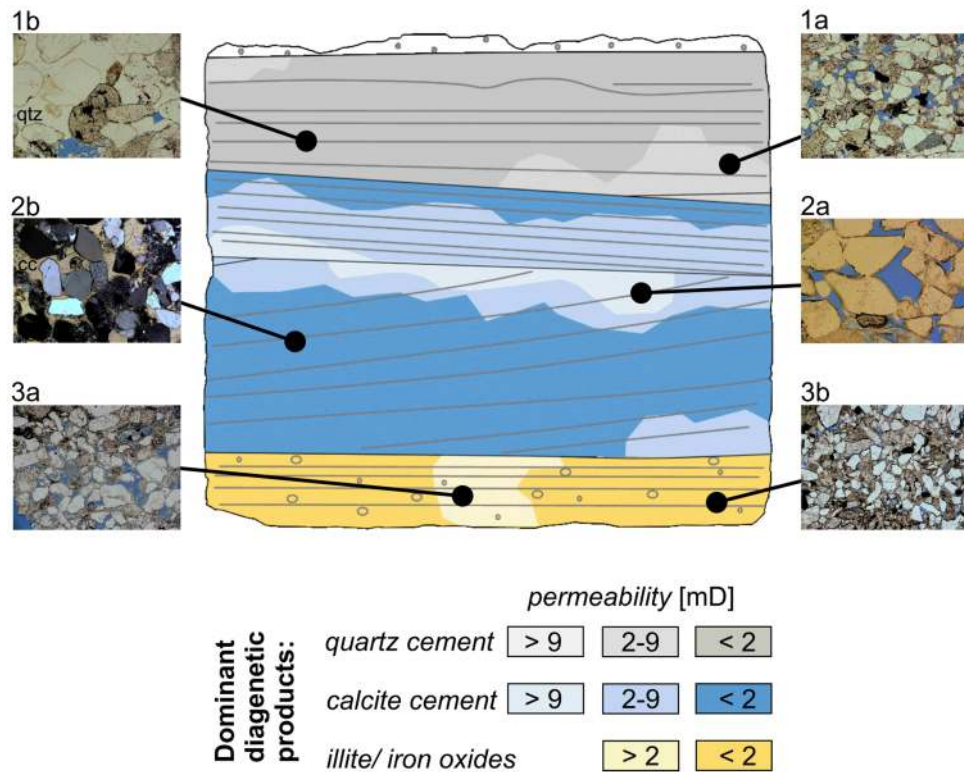 1b
1a
qtz
2b
2a
cc
3a
3b
permeability [mD]
quartz cement > 9 2-9 < 2
calcite cement > 9 2-9 < 2
illite/ iron oxides > 2 < 2
Dominant
diagenetic
products: